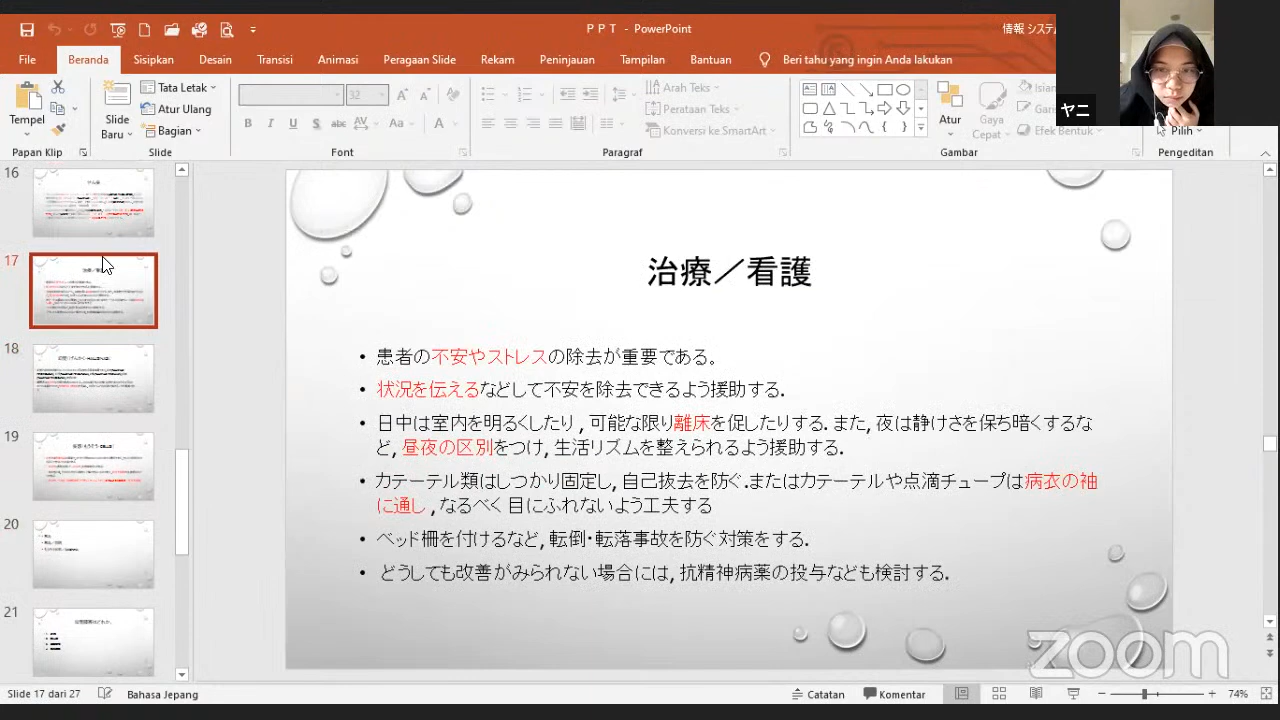 P P T - PowerPoint
情報 システム
File
Beranda
Sisipkan
Desain
Transisi
Animasi
Peragaan Slide
Rekam
Peninjauan
Tampilan
Bantuan
Beri tahu yang ingin Anda lakukan
ヤニ
Tempel
Slide
Baru
Tata Letak
Atur Ulang
Bagian
32
B I U S abc AV Aa A
Arah Teks
Perataan Teks
Konversi ke SmartArt
Atur
Gaya
Cepat
Isian
Efek Bentuk
Pilih
Papan Klip
Slide
Font
Paragraf
Gambar
Pengeditan
16
17
18
19
20
21
治療／看護
• 患者の不安やストレスの除去が重要である。
• 状況を伝えるなどして不安を除去できるよう援助する.
• 日中は室内を明るくしたり , 可能な限り離床を促したりする. また, 夜は静けさを保ち暗くするな
ど, 昼夜の区別をつけ, 生活リズムを整えられるよう援助する.
• カテーテル類はしつかり固定し, 自己抜去を防ぐ.またはカテーテルや点滴チューブは病衣の袖
に通し , なるべく 目にふれないよう工夫する
• ベッド柵を付けるなど, 転倒・転落事故を防ぐ対策をする.
• どうしても改善がみられない場合には, 抗精神病薬の投与なども検討する.
zoom
Slide 17 dari 27
Bahasa Jepang
Catatan
Komentar
74%